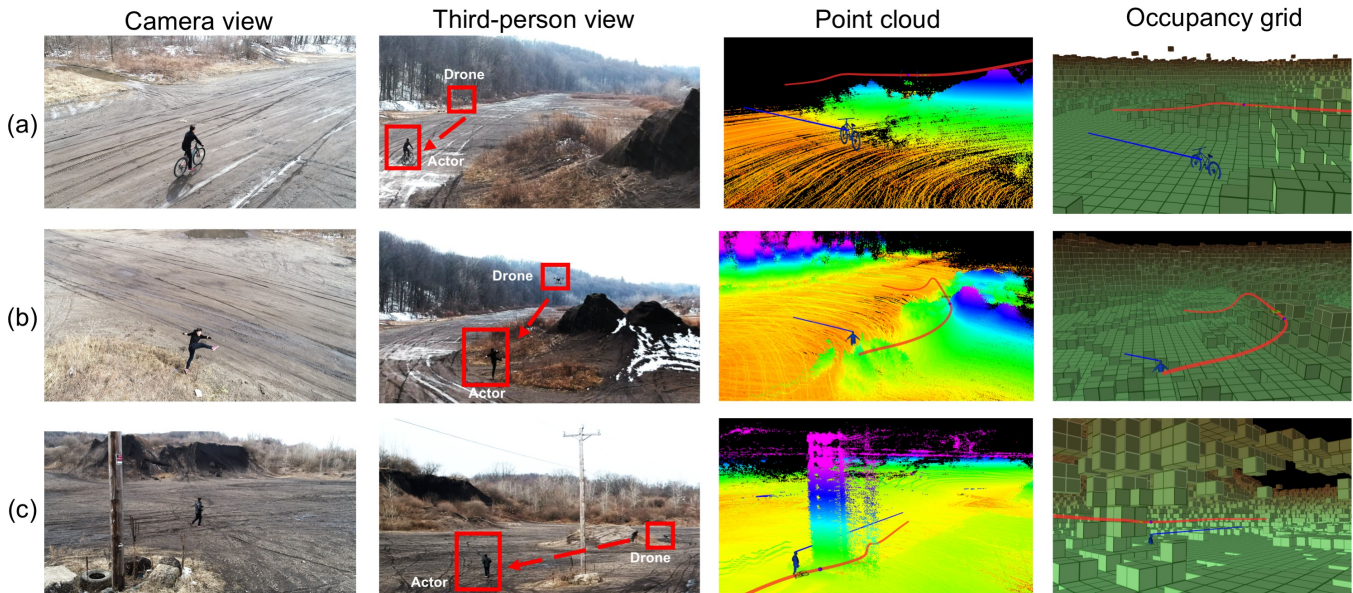 Camera view
Third-person view
Point cloud
Occupancy grid
(a)
Drone
Actor
(b)
Drone
Actor
(c)
Actor
Drone